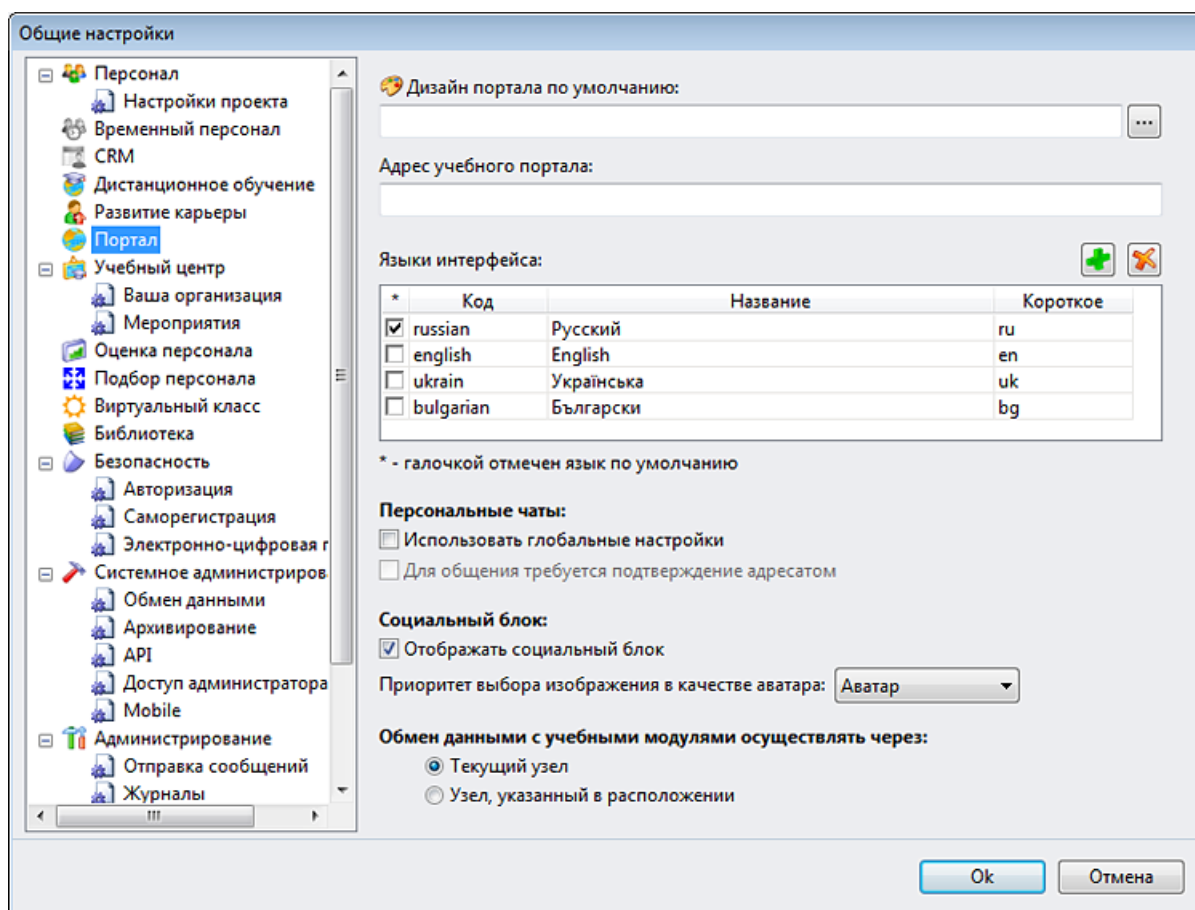 Общие настройки
Персонал
Настройки проекта
Временный персонал
CRM
Дистанционное обучение
Развитие карьеры
Портал
Учебный центр
Ваша организация
Мероприятия
Оценка персонала
Подбор персонала
Виртуальный класс
Библиотека
Безопасность
Авторизация
Саморегистрация
Электронно-цифровая г
Системное администриров
Обмен данными
Архивирование
API
Доступ администратора
Mobile
Администрирование
Отправка сообщений
Журналы
Дизайн портала по умолчанию:
...
Адрес учебного портала:
Языки интерфейса:
* Код Название Короткое
russian Русский ru
english English en
ukrain Українська uk
bulgarian Български bg
* - галочкой отмечен язык по умолчанию
Персональные чаты:
Использовать глобальные настройки
Для общения требуется подтверждение адресатом
Социальный блок:
Отображать социальный блок
Приоритет выбора изображения в качестве аватара: Аватар
Обмен данными с учебными модулями осуществлять через:
Текущий узел
Узел, указанный в расположении
Ok Отмена